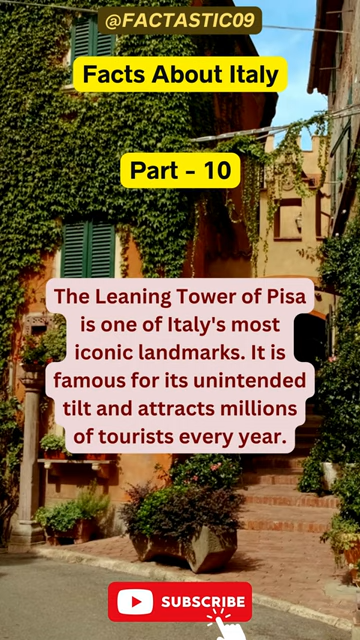 @FACTASTIC09
Facts About Italy
Part - 10
The Leaning Tower of Pisa
is one of Italy's most
iconic landmarks. It is
famous for its unintended
tilt and attracts millions
of tourists every year.
SUBSCRIBE